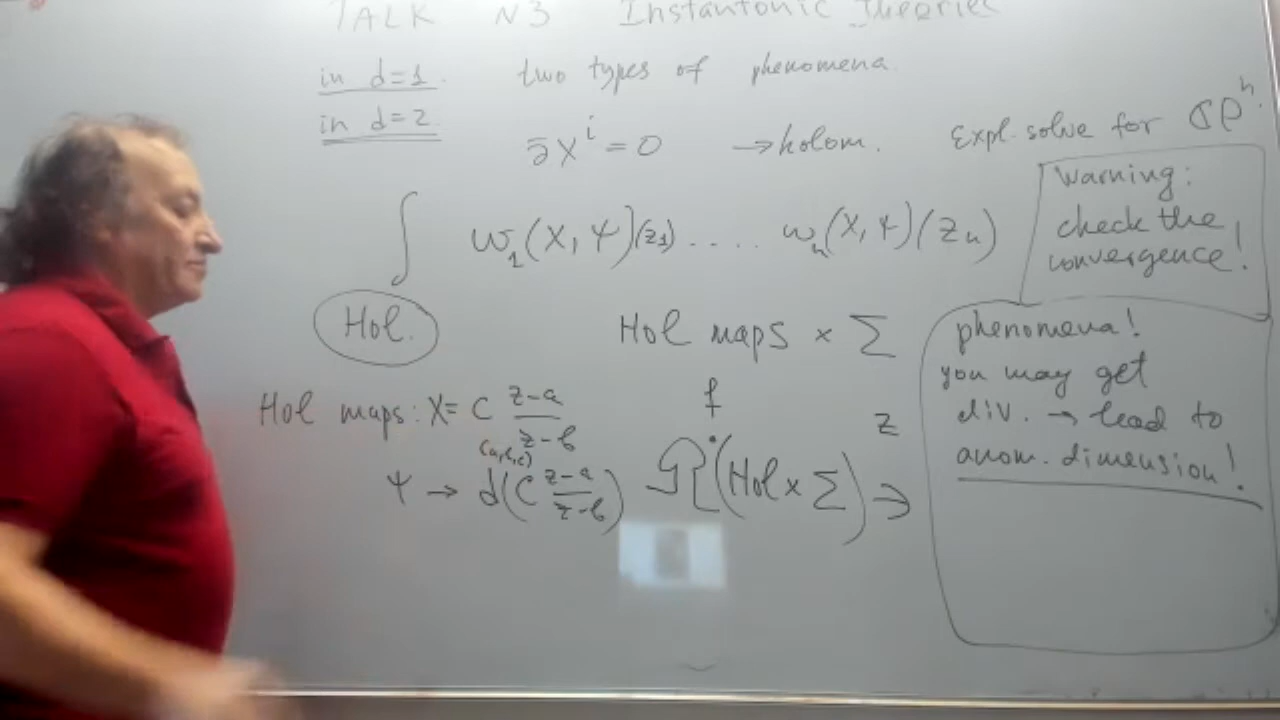 TALK N3 Instantonic Theories
in d=1. two types of phenomena.
in d=2.
∂̄X^i = 0 → holom. Expl. solve for ℂP^n.
Warning:
check the
convergence!
∫ ω_1(X, Ψ)(z_1) ..... ω_n(X, Ψ)(z_n)
Hol.
Hol maps × Σ
f z
Hol maps: X = C (z-a)/(z-b)
(a,b,c)
Ψ → d(C (z-a)/(z-b))
Ω^•(Hol × Σ) ∋
phenomena!
you may get
div. → lead to
anom. dimension!